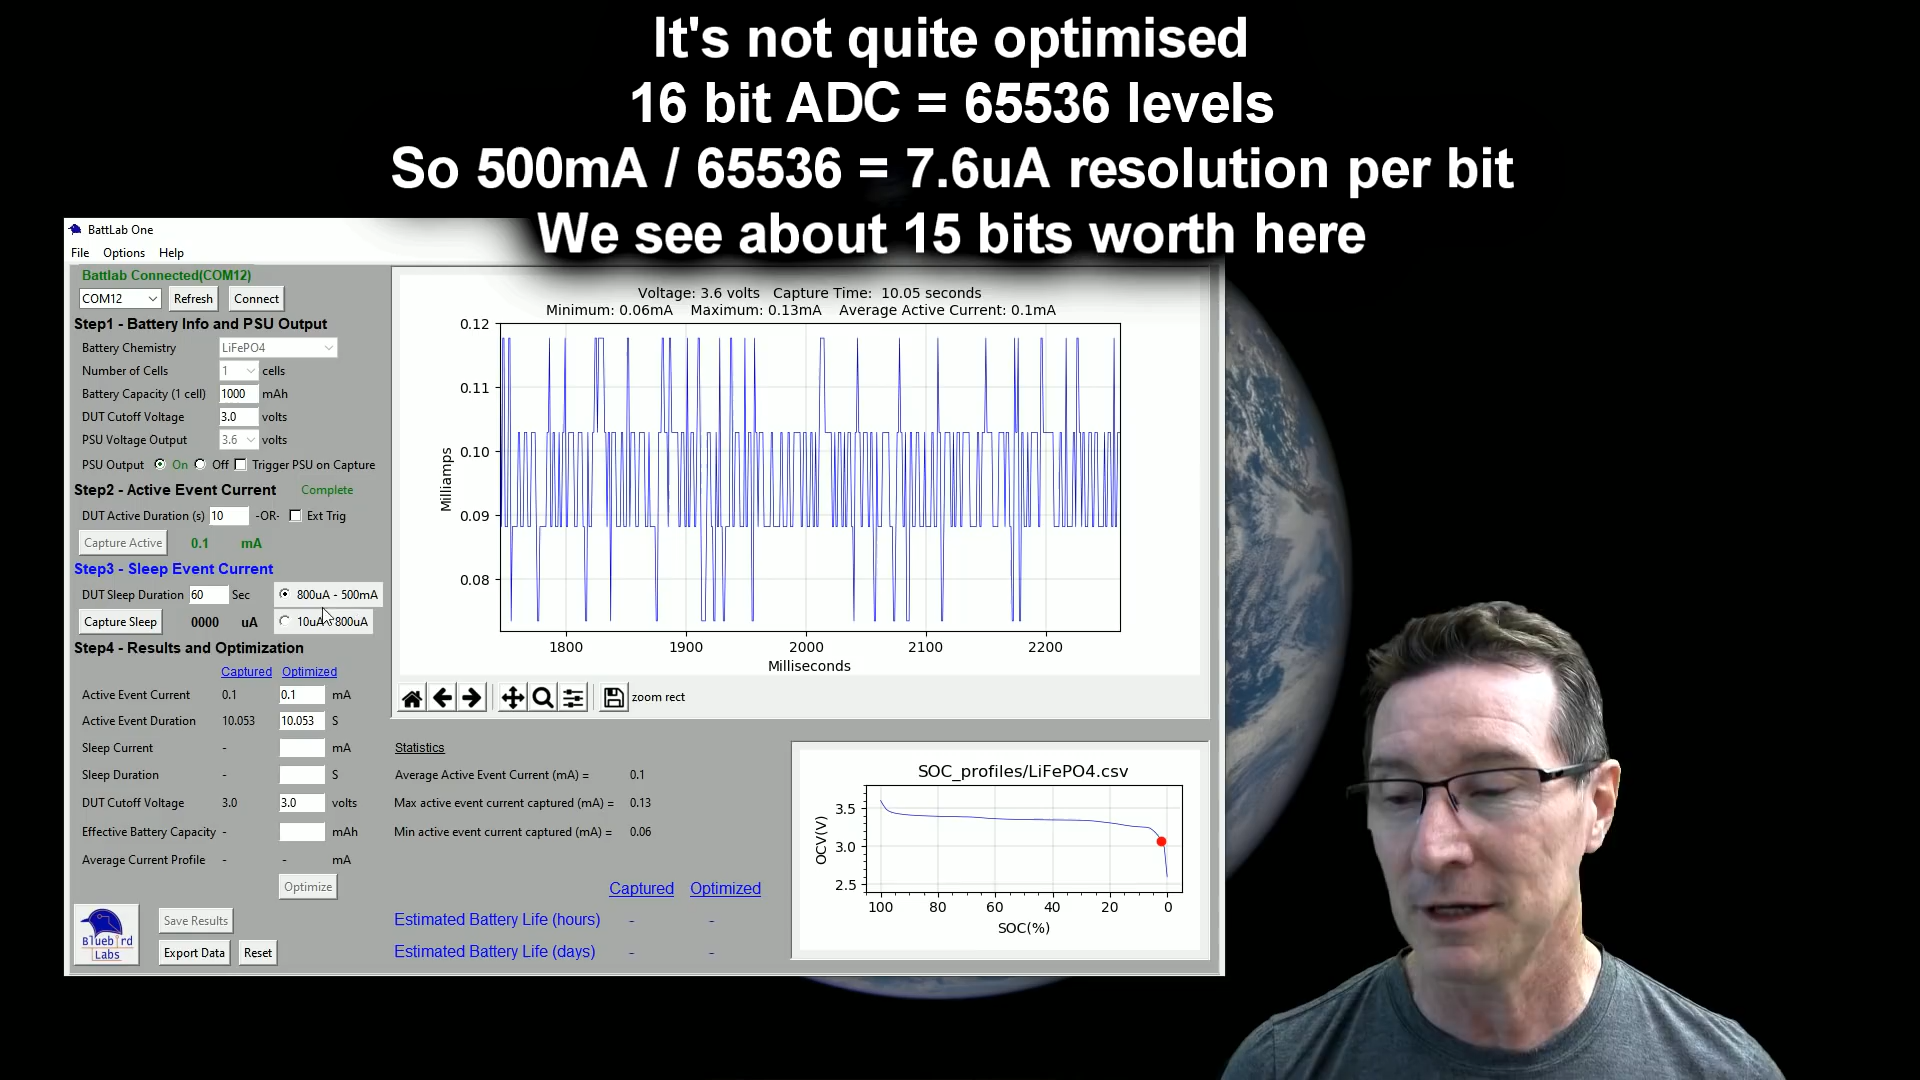 It's not quite optimised
16 bit ADC = 65536 levels
So 500mA / 65536 = 7.6uA resolution per bit
We see about 15 bits worth here
BattLab One
File Options Help
Battlab Connected(COM12)
COM12 Refresh Connect
Step1 - Battery Info and PSU Output
Battery Chemistry LiFePO4
Number of Cells 1 cells
Battery Capacity (1 cell) 1000 mAh
DUT Cutoff Voltage 3.0 volts
PSU Voltage Output 3.6 volts
PSU Output On Off Trigger PSU on Capture
Step2 - Active Event Current Complete
DUT Active Duration (s) 10 -OR- Ext Trig
Capture Active 0.1 mA
Step3 - Sleep Event Current
DUT Sleep Duration 60 Sec 800uA - 500mA
Capture Sleep 0000 uA 10uA 800uA
Step4 - Results and Optimization
Captured Optimized
Active Event Current 0.1 0.1 mA
Active Event Duration 10.053 10.053 S
Sleep Current - mA
Sleep Duration - S
DUT Cutoff Voltage 3.0 3.0 volts
Effective Battery Capacity - mAh
Average Current Profile - - mA
Optimize
Bluebird
Labs
Save Results
Export Data Reset
Voltage: 3.6 volts Capture Time: 10.05 seconds
Minimum: 0.06mA Maximum: 0.13mA Average Active Current: 0.1mA
0.12
0.11
0.10
0.09
0.08
Milliamps
1800 1900 2000 2100 2200
Milliseconds
zoom rect
Statistics
Average Active Event Current (mA) = 0.1
Max active event current captured (mA) = 0.13
Min active event current captured (mA) = 0.06
Captured Optimized
Estimated Battery Life (hours) - -
Estimated Battery Life (days) - -
SOC_profiles/LiFePO4.csv
3.5
3.0
2.5
OCV(V)
100 80 60 40 20 0
SOC(%)